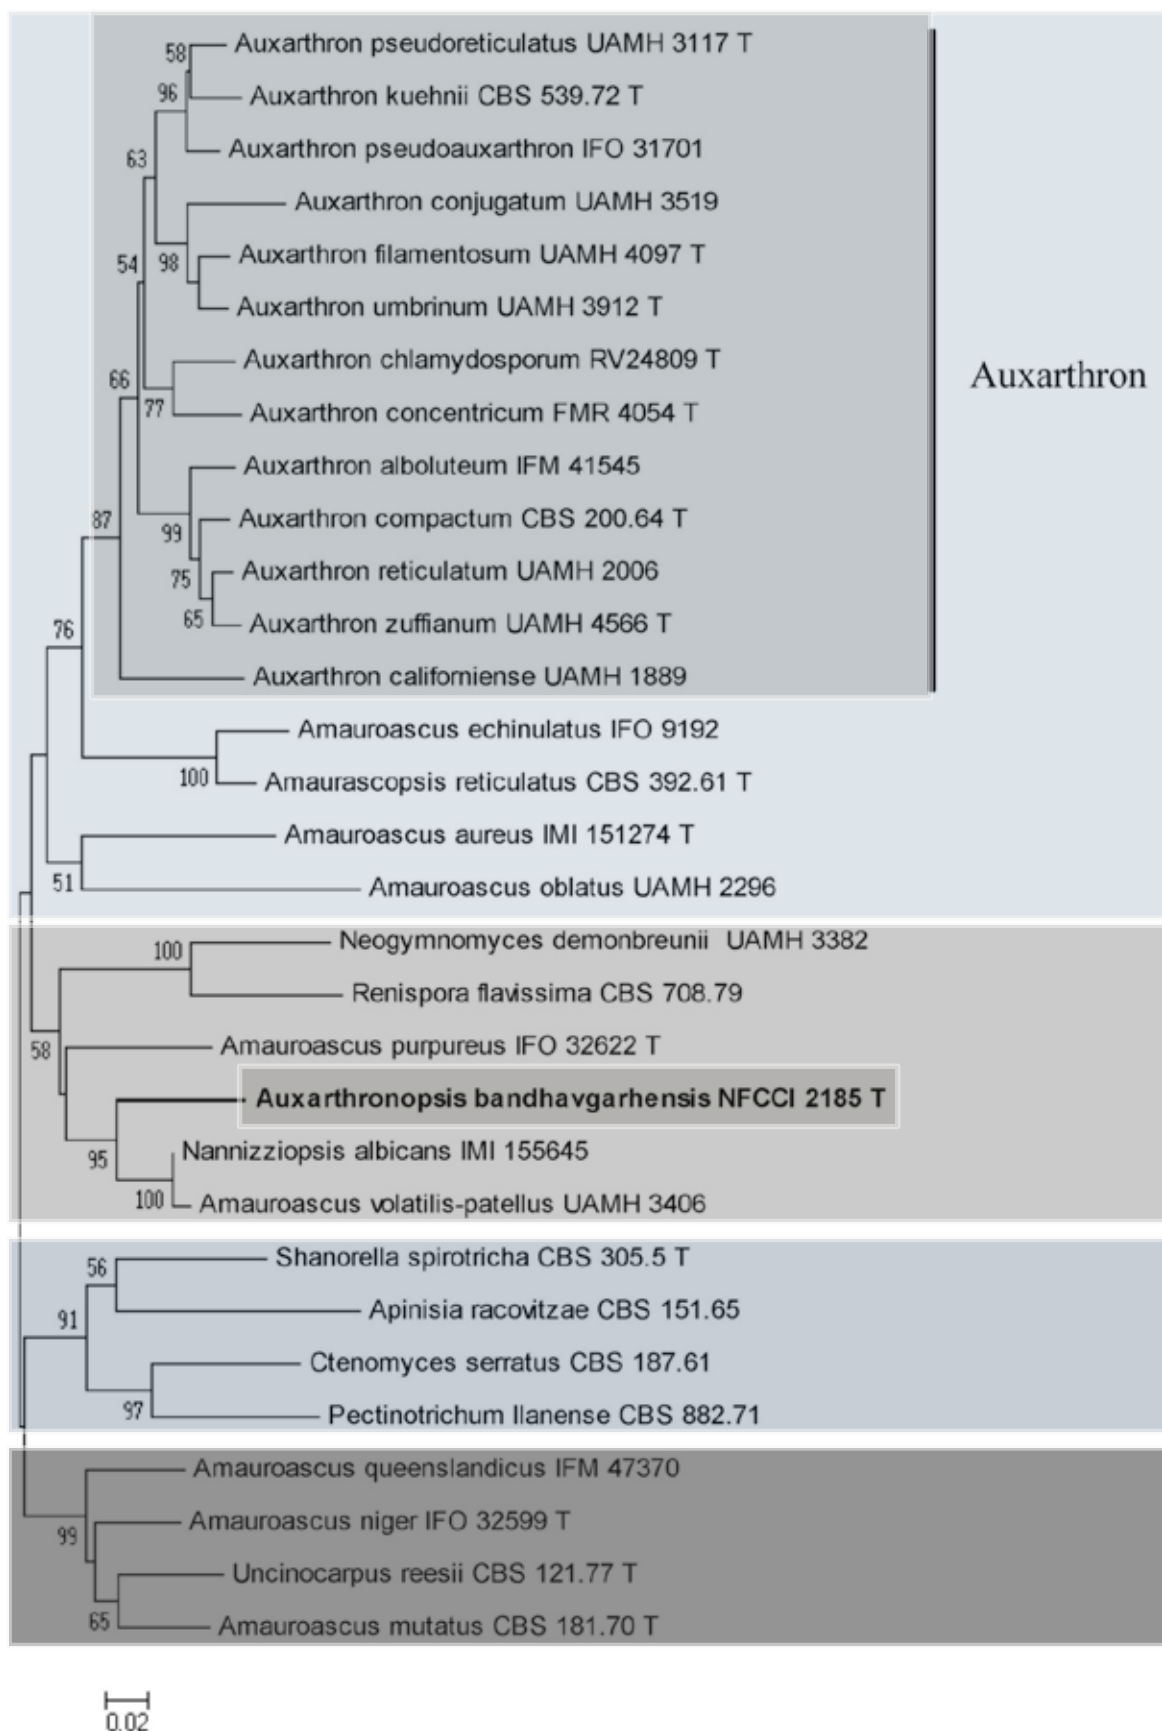 58
Auxarthron pseudoreticulatus UAMH 3117 T
96
Auxarthron kuehnii CBS 539.72 T
63
Auxarthron pseudoauxarthron IFO 31701
Auxarthron conjugatum UAMH 3519
54
98
Auxarthron filamentosum UAMH 4097 T
Auxarthron umbrinum UAMH 3912 T
66
Auxarthron chlamydosporum RV24809 T
Auxarthron
77
Auxarthron concentricum FMR 4054 T
Auxarthron alboluteum IFM 41545
87
99
Auxarthron compactum CBS 200.64 T
75
Auxarthron reticulatum UAMH 2006
65
Auxarthron zuffianum UAMH 4566 T
76
Auxarthron californiense UAMH 1889
Amauroascus echinulatus IFO 9192
100
Amaurascopsis reticulatus CBS 392.61 T
Amauroascus aureus IMI 151274 T
51
Amauroascus oblatus UAMH 2296
100
Neogymnomyces demonbreunii UAMH 3382
Renispora flavissima CBS 708.79
58
Amauroascus purpureus IFO 32622 T
Auxarthronopsis bandhavgarhensis NFCCI 2185 T
95
Nannizziopsis albicans IMI 155645
100
Amauroascus volatilis-patellus UAMH 3406
56
Shanorella spirotricha CBS 305.5 T
91
Apinisia racovitzae CBS 151.65
Ctenomyces serratus CBS 187.61
97
Pectinotrichum llanense CBS 882.71
Amauroascus queenslandicus IFM 47370
99
Amauroascus niger IFO 32599 T
Uncinocarpus reesii CBS 121.77 T
65
Amauroascus mutatus CBS 181.70 T
0.02